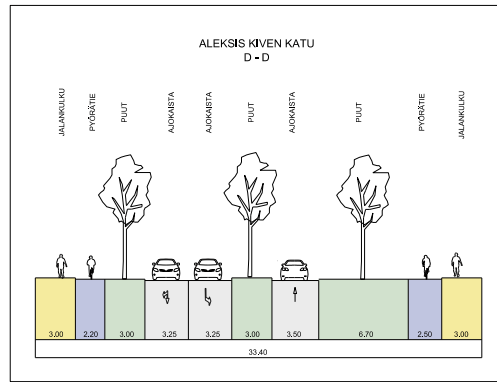 ALEKSIS KIVEN KATU
D - D
JALANKULKU
PYÖRÄTIE
PUUT
AJOKAISTA
AJOKAISTA
PUUT
AJOKAISTA
PUUT
PYÖRÄTIE
JALANKULKU
3.00 2.20 3.00 3.25 3.25 3.00 3.50 6.70 2.50 3.00
33.40